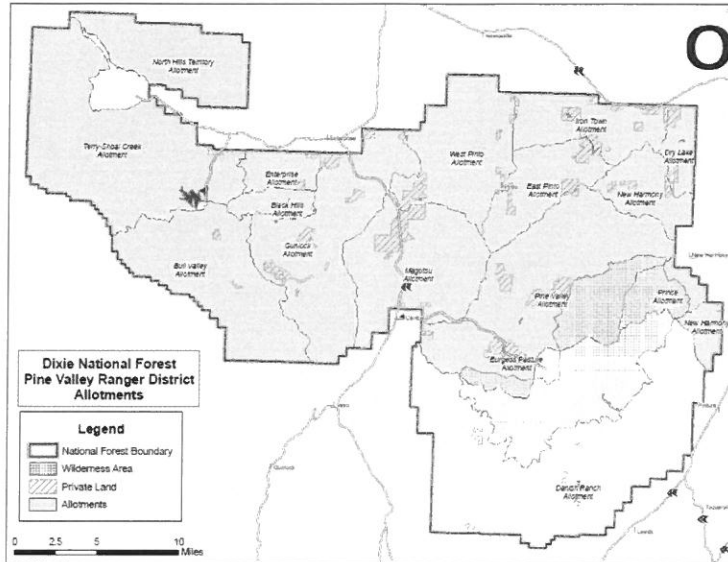 O
North Hills Territory
Allotment
Terry-Shoal Creek
Allotment
Enterprise
Allotment
Black Hills
Allotment
Gunlock
Allotment
Bull Valley
Allotment
Magotsu
Allotment
West Pinto
Allotment
Iron Town
Allotment
Dry Lake
Allotment
East Pinto
Allotment
New Harmony
Allotment
Pine Valley
Allotment
Prince
Allotment
New Harmony
Allotment
Burgess Pasture
Allotment
Danish Ranch
Allotment
Gunlock
Leeds
Dixie National Forest
Pine Valley Ranger District
Allotments
Legend
National Forest Boundary
Wilderness Area
Private Land
Allotments
0 2.5 5 10
Miles